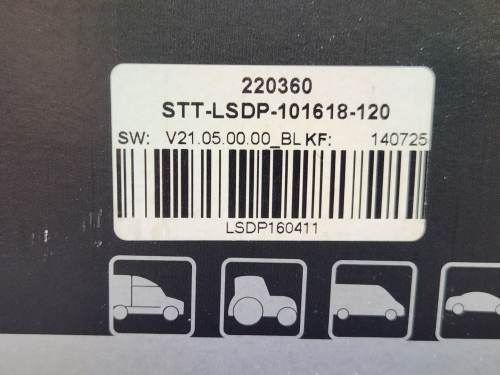 220360
STT-LSDP-101618-120
SW: V21.05.00.00_BL KF: 140725
LSDP160411